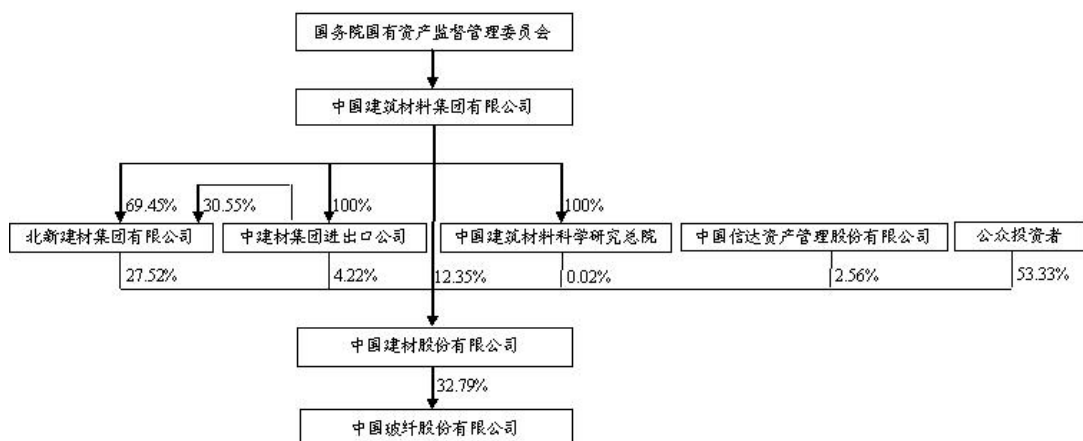 国务院国有资产监督管理委员会
中国建筑材料集团有限公司
69.45% 30.55% 100% 100%
北新建材集团有限公司 中建材集团进出口公司 中国建筑材料科学研究总院 中国信达资产管理股份有限公司 公众投资者
27.52% 4.22% 12.35% 0.02% 2.56% 53.33%
中国建材股份有限公司
32.79%
中国玻纤股份有限公司